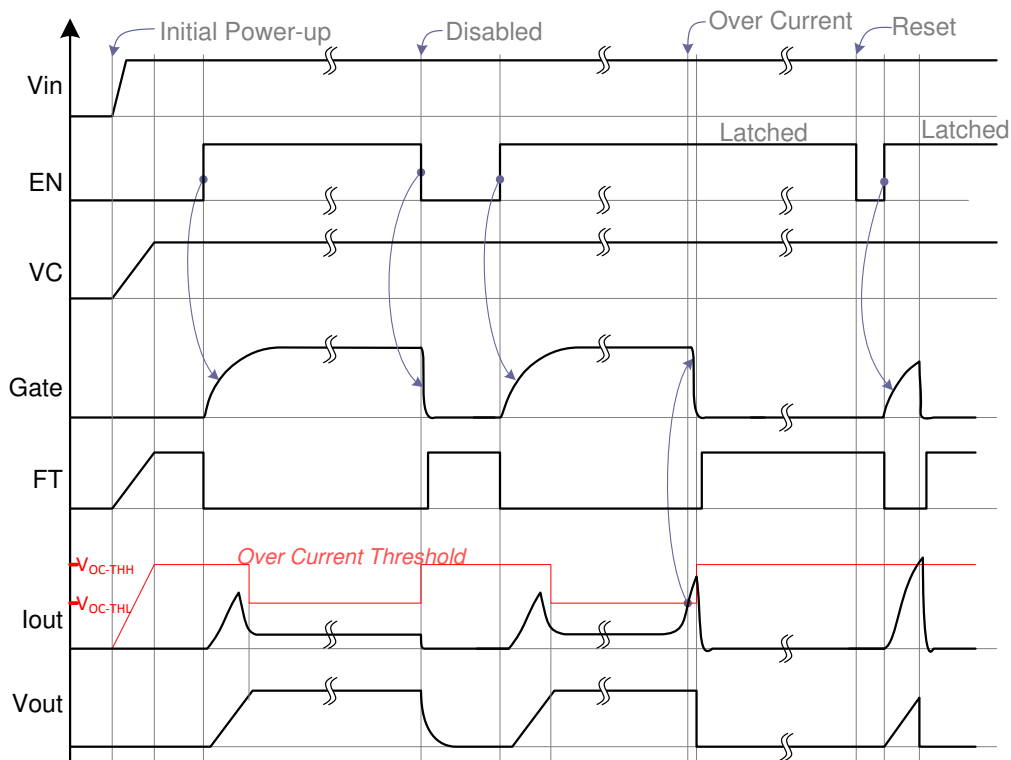 Initial Power-up
Disabled
Over Current
Reset
Vin
Latched
Latched
EN
VC
Gate
FT
Over Current Threshold
VOC-THH
VOC-THL
Iout
Vout